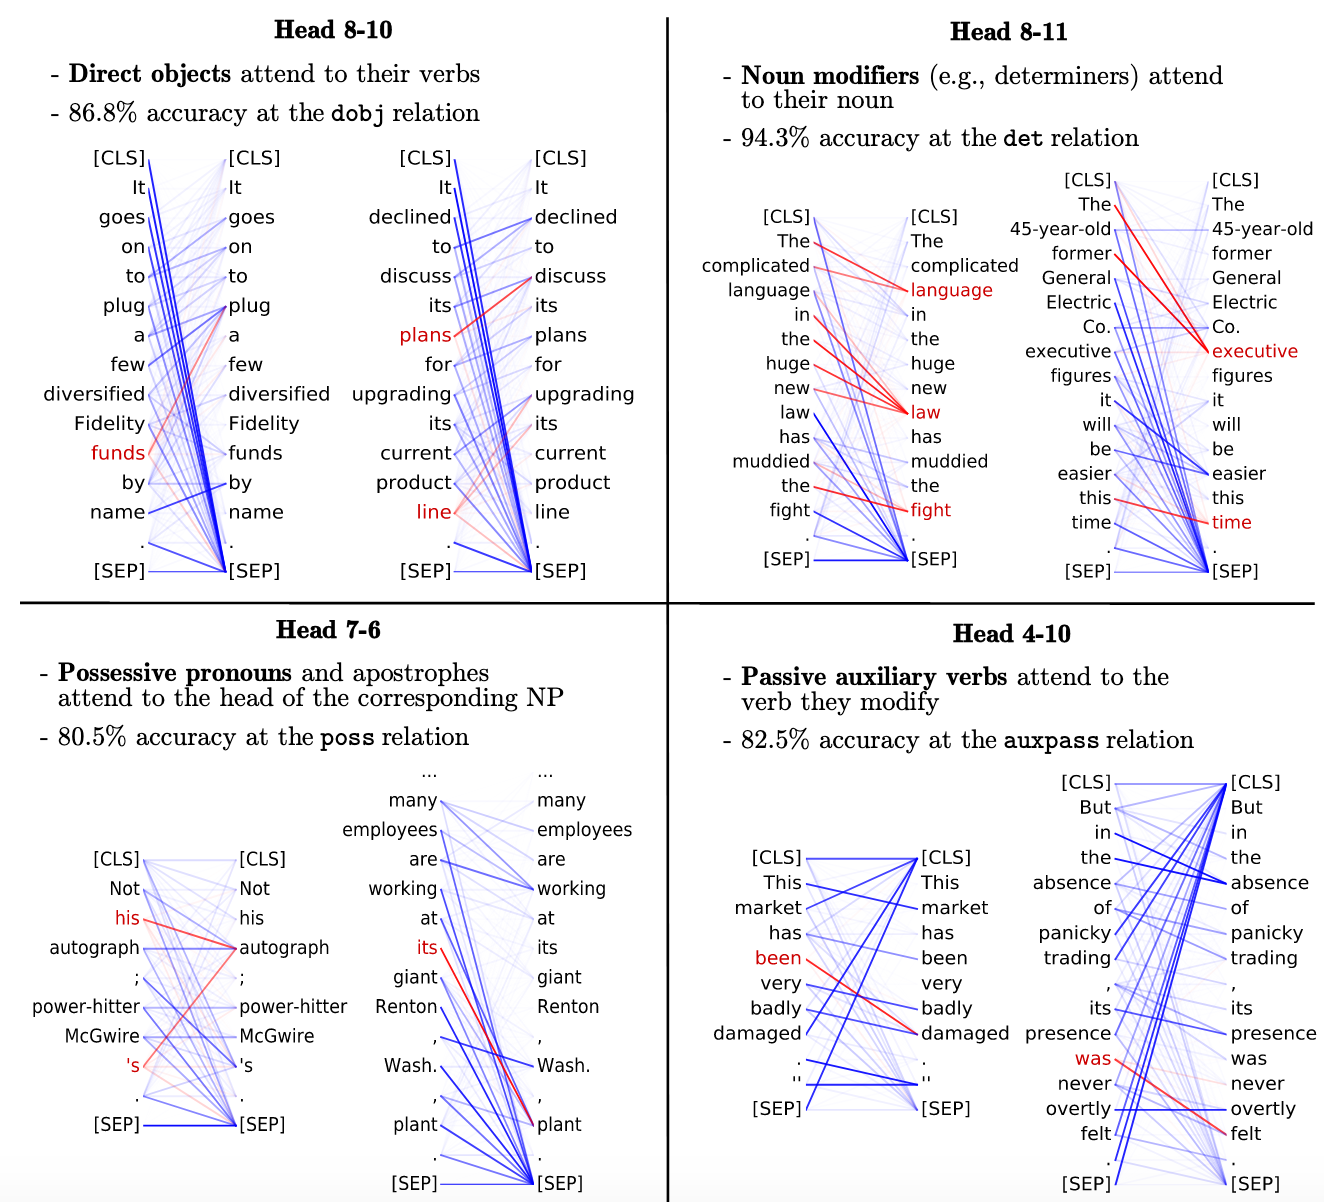 Head 8-10
- Direct objects attend to their verbs
- 86.8% accuracy at the dobj relation
[CLS] [CLS] [CLS] [CLS]
It It It It
goes goes declined declined
on on to to
to to discuss discuss
plug plug its its
a a plans plans
few few for for
diversified diversified upgrading upgrading
Fidelity Fidelity its its
funds funds current current
by by product product
name name line line
. . . .
[SEP] [SEP] [SEP] [SEP]
Head 8-11
- Noun modifiers (e.g., determiners) attend
to their noun
- 94.3% accuracy at the det relation
[CLS] [CLS]
The The
complicated complicated
language language
in in
the the
huge huge
new new
law law
has has
muddied muddied
the the
fight fight
. .
[SEP] [SEP]
[CLS] [CLS]
The The
45-year-old 45-year-old
former former
General General
Electric Electric
Co. Co.
executive executive
figures figures
it it
will will
be be
easier easier
this this
time time
. .
[SEP] [SEP]
Head 7-6
- Possessive pronouns and apostrophes
attend to the head of the corresponding NP
- 80.5% accuracy at the poss relation
[CLS] [CLS]
Not Not
his his
autograph autograph
; ;
power-hitter power-hitter
McGwire McGwire
's 's
. .
[SEP] [SEP]
... ...
many many
employees employees
are are
working working
at at
its its
giant giant
Renton Renton
, ,
Wash. Wash.
, ,
plant plant
. .
[SEP] [SEP]
Head 4-10
- Passive auxiliary verbs attend to the
verb they modify
- 82.5% accuracy at the auxpass relation
[CLS] [CLS]
This This
market market
has has
been been
very very
badly badly
damaged damaged
. .
" "
[SEP] [SEP]
[CLS] [CLS]
But But
in in
the the
absence absence
of of
panicky panicky
trading trading
, ,
its its
presence presence
was was
never never
overtly overtly
felt felt
. .
[SEP] [SEP]